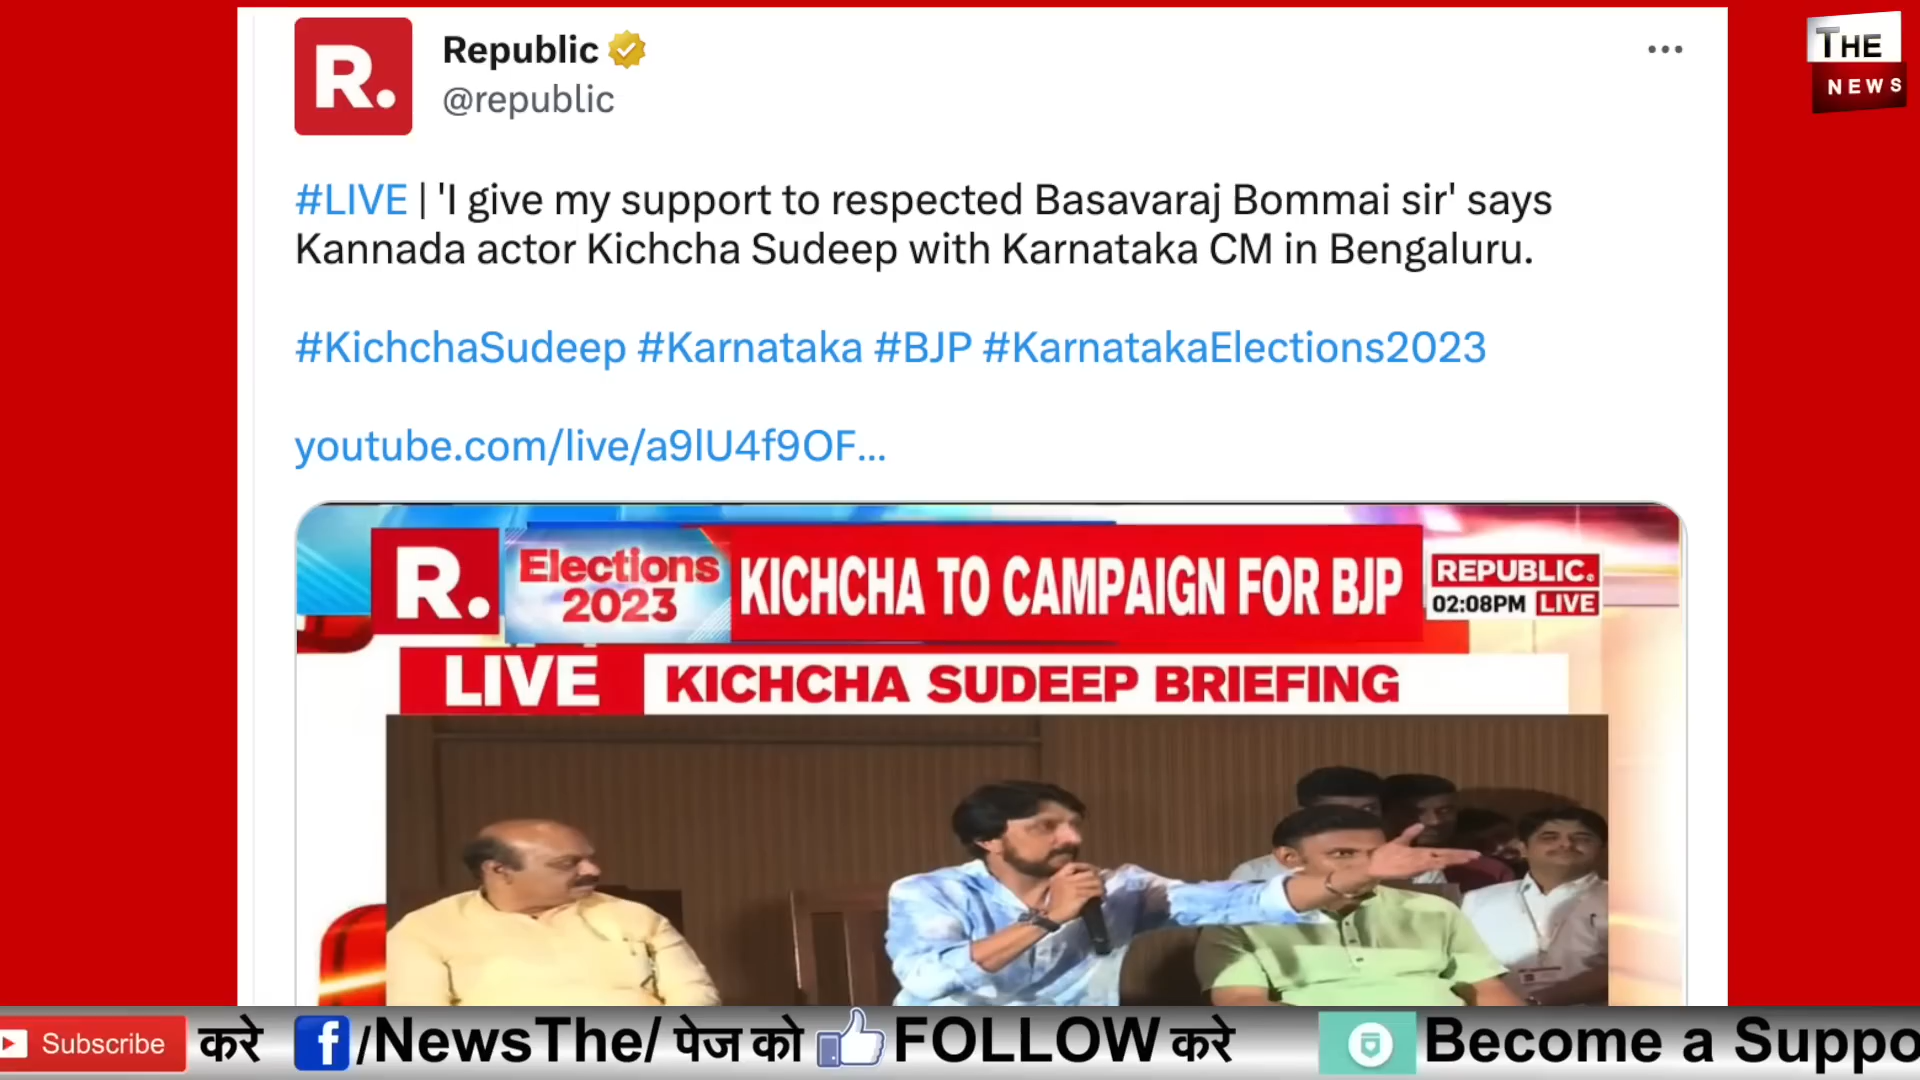 R.
Republic
@republic
THE
NEWS
#LIVE | 'I give my support to respected Basavaraj Bommai sir' says
Kannada actor Kichcha Sudeep with Karnataka CM in Bengaluru.
#KichchaSudeep #Karnataka #BJP #KarnatakaElections2023
youtube.com/live/a9lU4f9OF...
R.
Elections
2023
KICHCHA TO CAMPAIGN FOR BJP
REPUBLIC.
02:08PM LIVE
LIVE KICHCHA SUDEEP BRIEFING
Subscribe करे f/NewsThe/ पेज को FOLLOW करे Become a Suppo